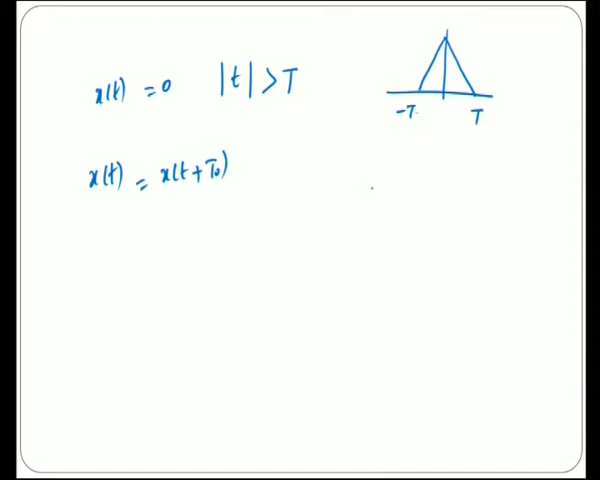 x(t) = 0 |t| > T
-T T
x(t) = x(t + T₀)